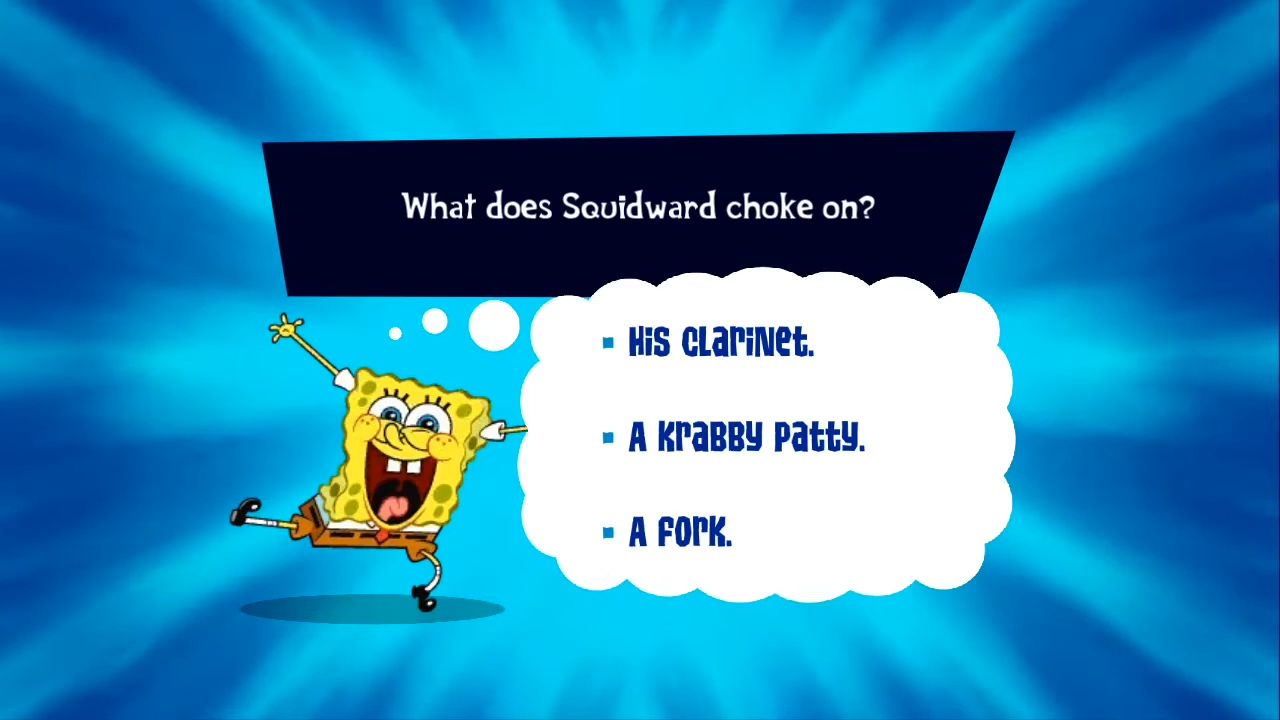 What does Squidward choke on?
▪ His clarinet.
▪ A Krabby Patty.
▪ A fork.